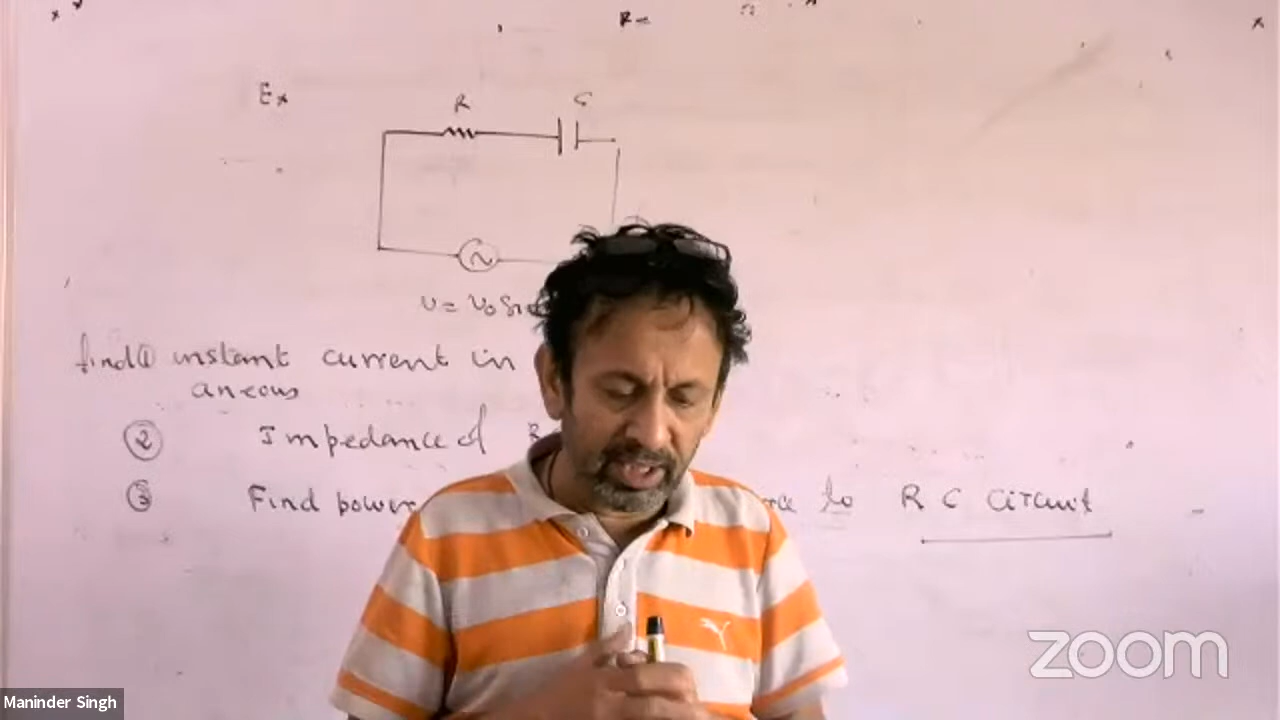 R=
Ex
R C
v = v₀ Sin
find ① instant current in
aneous
② Impedance of R
③ Find power to R C Circuit
zoom
Maninder Singh